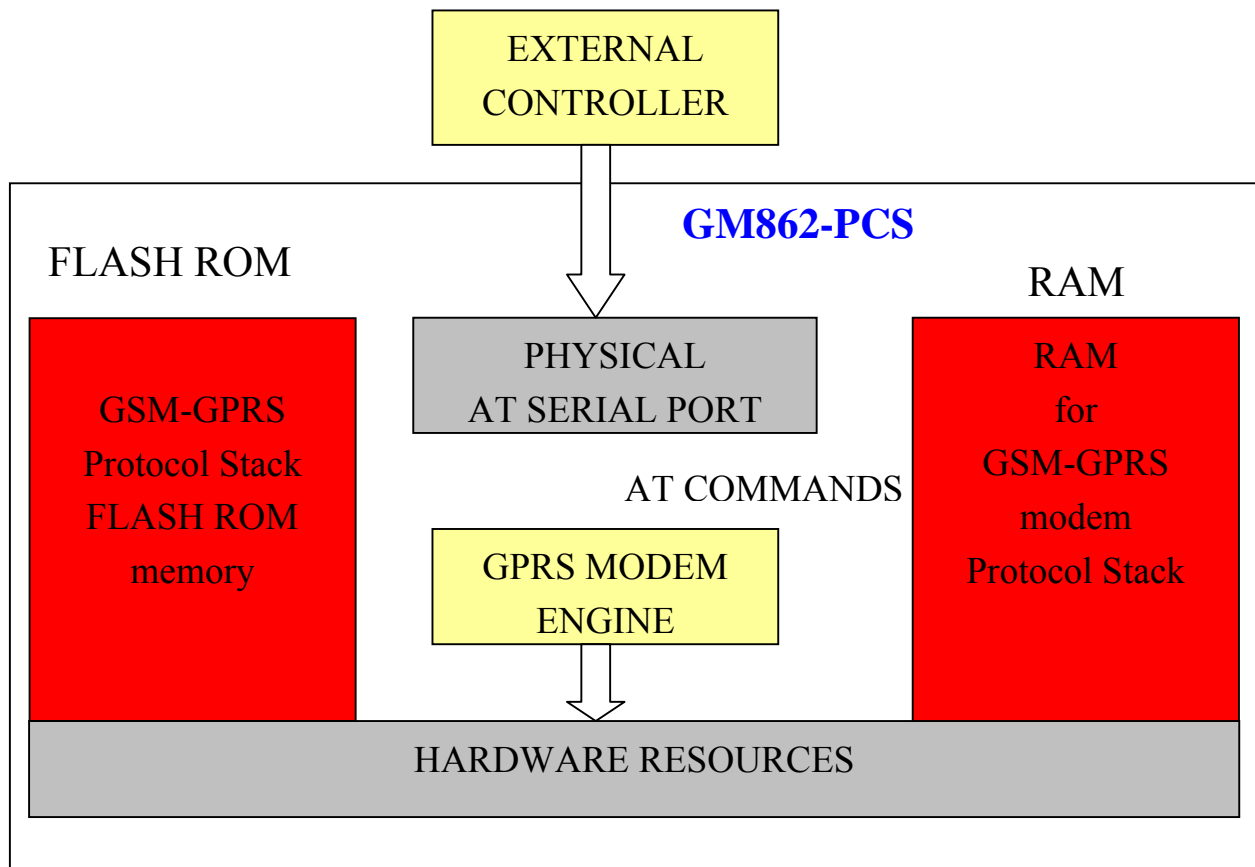 EXTERNAL
CONTROLLER
GM862-PCS
FLASH ROM
RAM
GSM-GPRS
Protocol Stack
FLASH ROM
memory
PHYSICAL
AT SERIAL PORT
RAM
for
GSM-GPRS
modem
Protocol Stack
AT COMMANDS
GPRS MODEM
ENGINE
HARDWARE RESOURCES